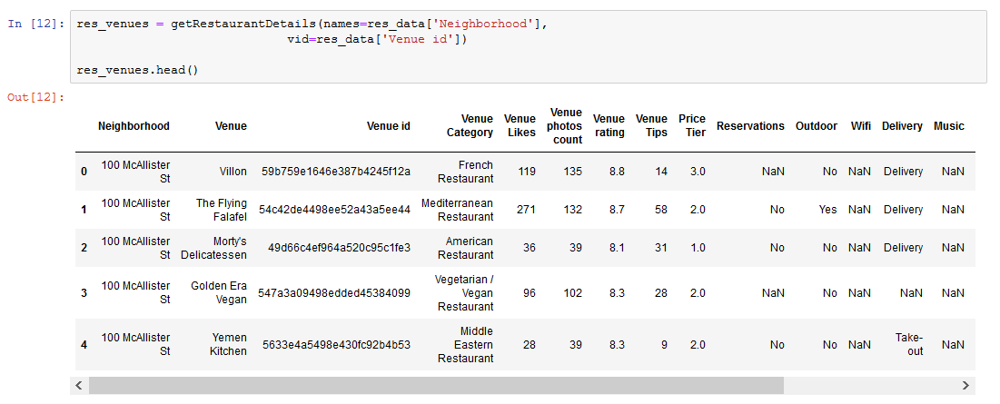 In [12]: res_venues = getRestaurantDetails(names=res_data['Neighborhood'],
vid=res_data['Venue id'])
res_venues.head()
Out[12]:
Neighborhood Venue Venue id Venue Category Venue Likes Venue photos count Venue rating Venue Tips Price Tier Reservations Outdoor Wifi Delivery Music
0 100 McAllister St Villon 59b759e1646e387b4245f12a French Restaurant 119 135 8.8 14 3.0 NaN No NaN Delivery NaN
1 100 McAllister St The Flying Falafel 54c42de4498ee52a43a5ee44 Mediterranean Restaurant 271 132 8.7 58 2.0 No Yes NaN Delivery NaN
2 100 McAllister St Morty's Delicatessen 49d66c4ef964a520c95c1fe3 American Restaurant 36 39 8.1 31 1.0 No No NaN Delivery NaN
3 100 McAllister St Golden Era Vegan 547a3a09498edded45384099 Vegetarian / Vegan Restaurant 96 102 8.3 28 2.0 NaN No NaN NaN NaN
4 100 McAllister St Yemen Kitchen 5633e4a5498e430fc92b4b53 Middle Eastern Restaurant 28 39 8.3 9 2.0 No No NaN Take-out NaN